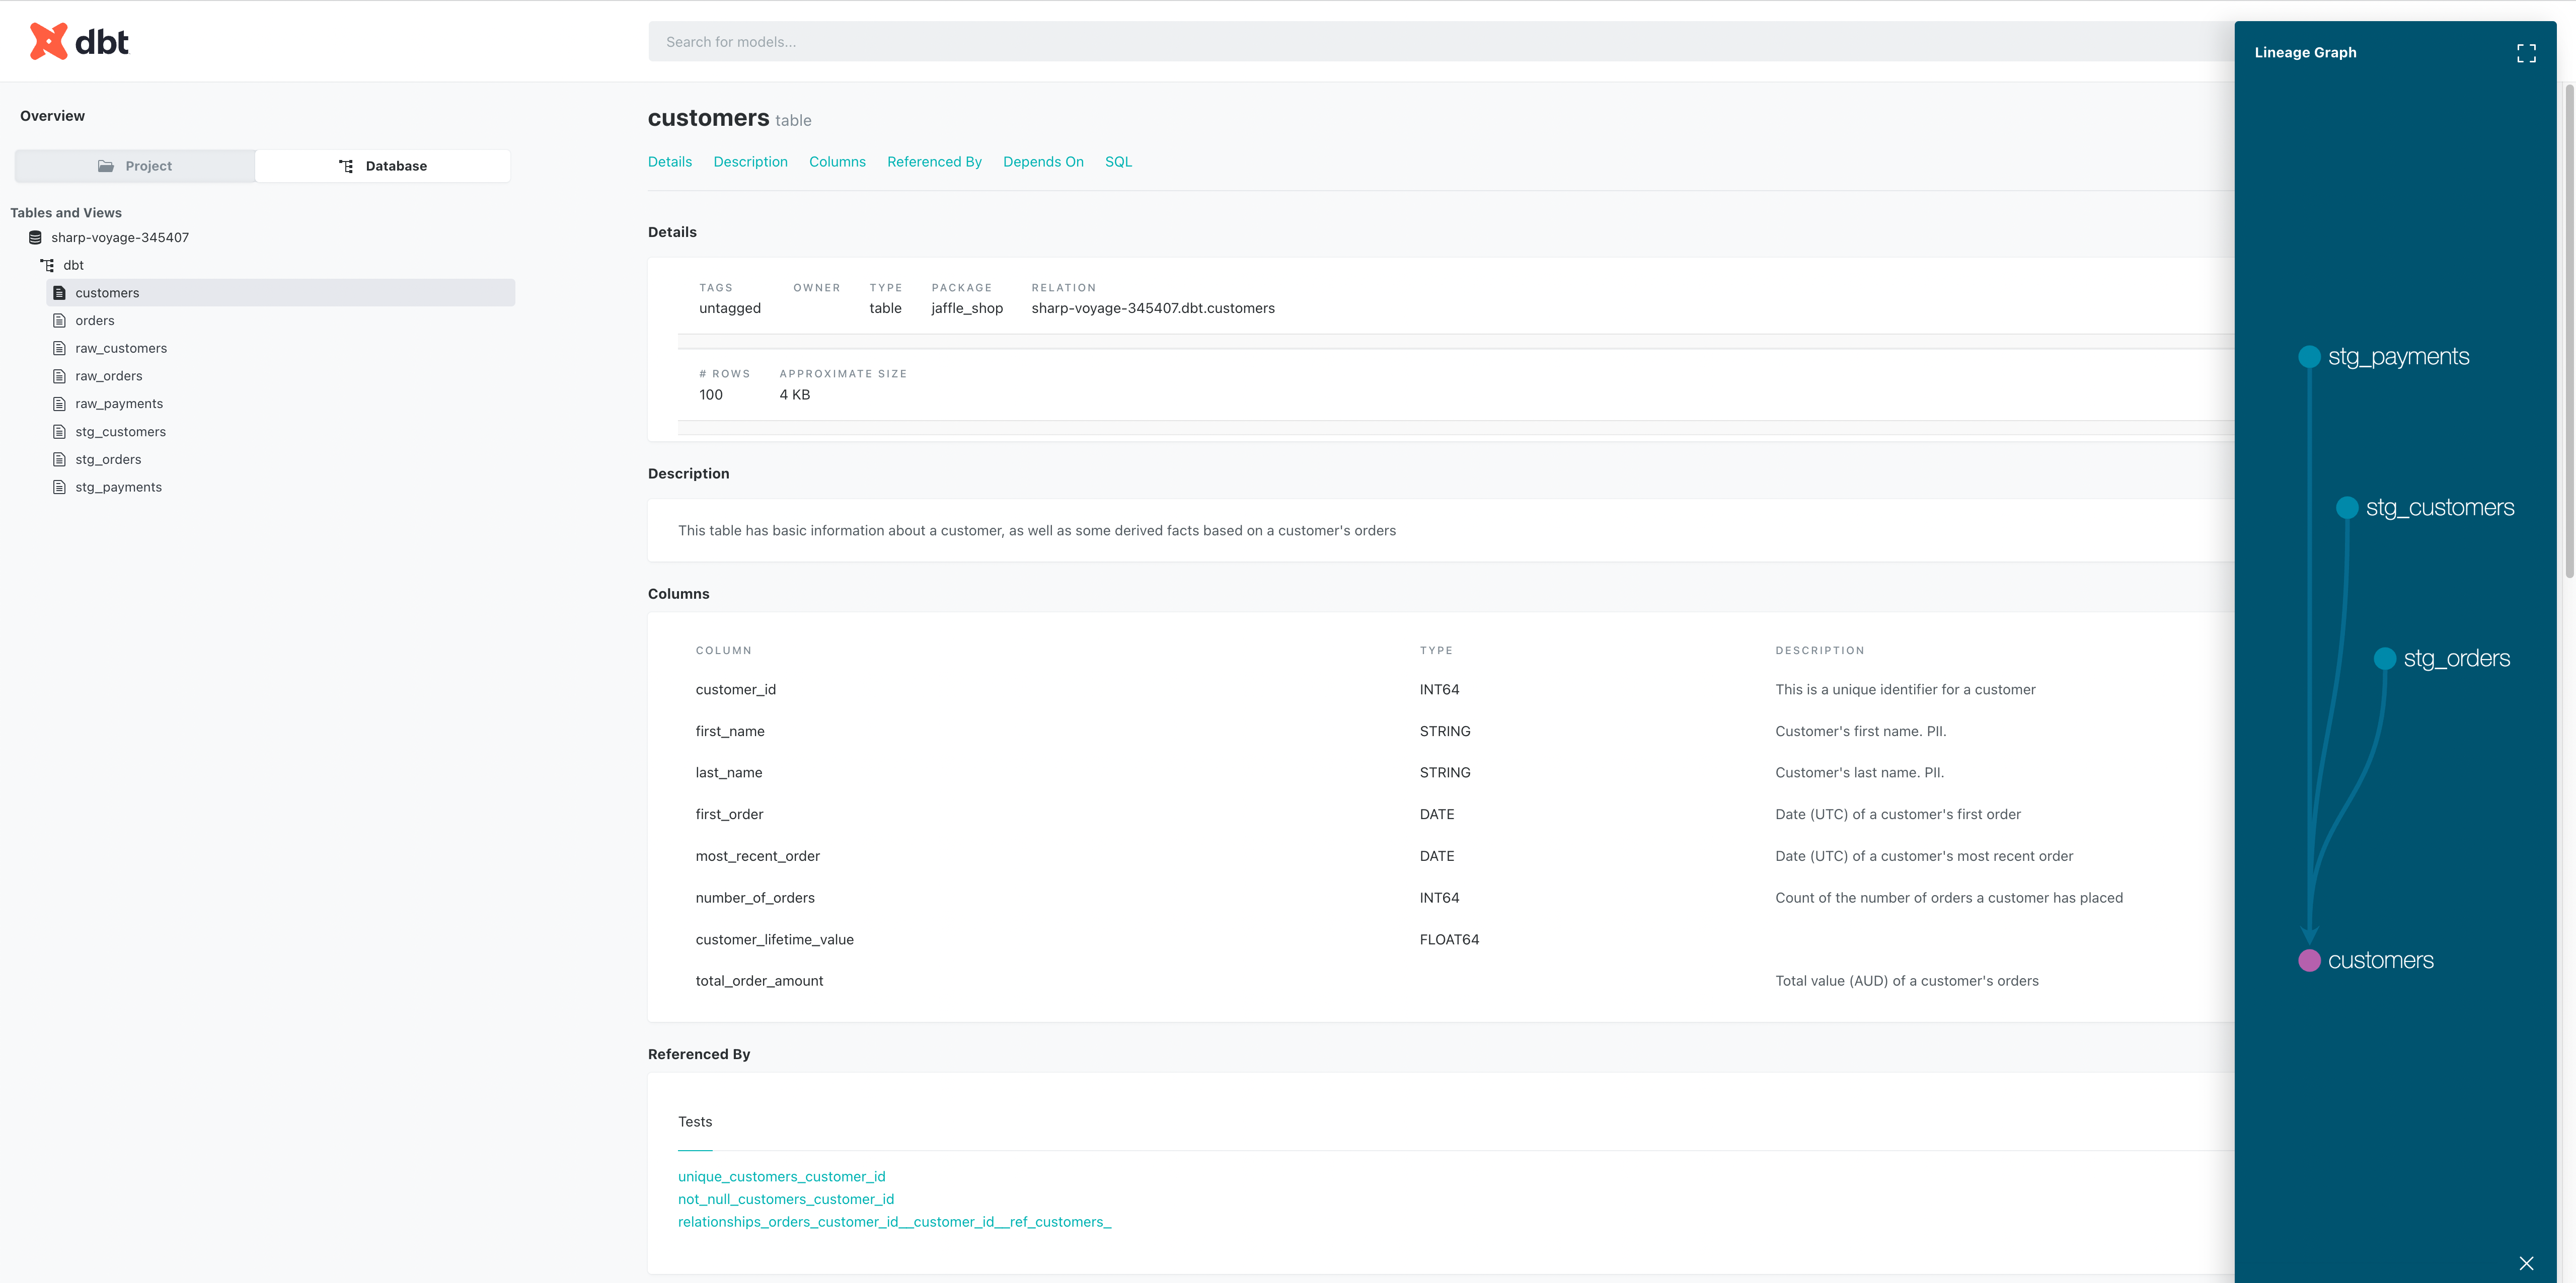 dbt
Search for models...
Overview
Project Database
Tables and Views
sharp-voyage-345407
dbt
customers
orders
raw_customers
raw_orders
raw_payments
stg_customers
stg_orders
stg_payments
customers table
Details Description Columns Referenced By Depends On SQL
Details
TAGS OWNER TYPE PACKAGE RELATION
untagged table jaffle_shop sharp-voyage-345407.dbt.customers
# ROWS APPROXIMATE SIZE
100 4 KB
Description
This table has basic information about a customer, as well as some derived facts based on a customer's orders
Columns
COLUMN TYPE DESCRIPTION
customer_id INT64 This is a unique identifier for a customer
first_name STRING Customer's first name. PII.
last_name STRING Customer's last name. PII.
first_order DATE Date (UTC) of a customer's first order
most_recent_order DATE Date (UTC) of a customer's most recent order
number_of_orders INT64 Count of the number of orders a customer has placed
customer_lifetime_value FLOAT64
total_order_amount Total value (AUD) of a customer's orders
Referenced By
Tests
unique_customers_customer_id
not_null_customers_customer_id
relationships_orders_customer_id__customer_id__ref_customers_
Lineage Graph
stg_payments
stg_customers
stg_orders
customers